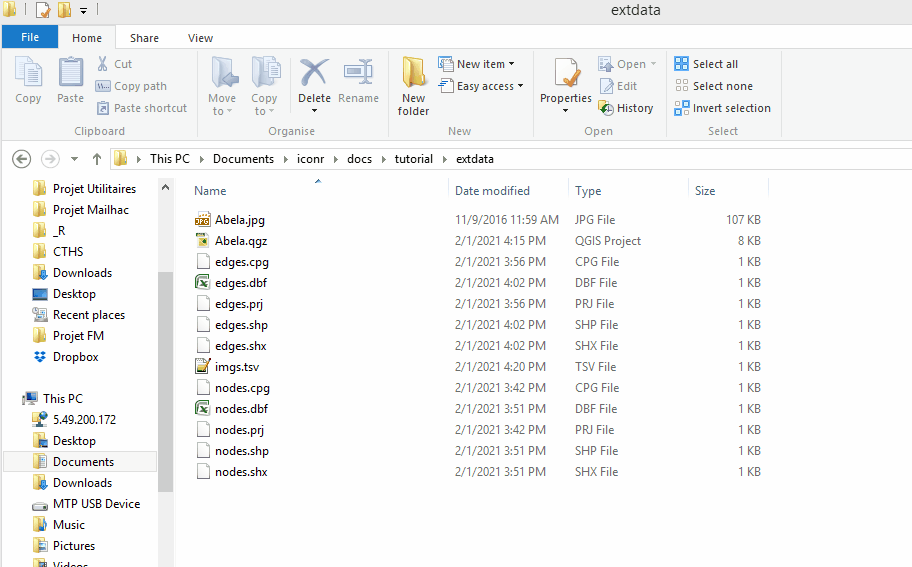 extdata
File Home Share View
Copy Paste Cut Copy path Paste shortcut Move to Copy to Delete Rename New folder New item Easy access Properties Open Edit History Select all Select none Invert selection
Clipboard Organise New Open Select
This PC Documents iconr docs tutorial extdata
Projet Utilitaires
Projet Mailhac
_R
CTHS
Downloads
Desktop
Recent places
Projet FM
Dropbox
This PC
5.49.200.172
Desktop
Documents
Downloads
MTP USB Device
Music
Pictures
Videos
Name Date modified Type Size
Abela.jpg 11/9/2016 11:59 AM JPG File 107 KB
Abela.qgz 2/1/2021 4:15 PM QGIS Project 8 KB
edges.cpg 2/1/2021 3:56 PM CPG File 1 KB
edges.dbf 2/1/2021 4:02 PM DBF File 1 KB
edges.prj 2/1/2021 3:56 PM PRJ File 1 KB
edges.shp 2/1/2021 4:02 PM SHP File 1 KB
edges.shx 2/1/2021 4:02 PM SHX File 1 KB
imgs.tsv 2/1/2021 4:20 PM TSV File 1 KB
nodes.cpg 2/1/2021 3:42 PM CPG File 1 KB
nodes.dbf 2/1/2021 3:51 PM DBF File 1 KB
nodes.prj 2/1/2021 3:42 PM PRJ File 1 KB
nodes.shp 2/1/2021 3:51 PM SHP File 1 KB
nodes.shx 2/1/2021 3:51 PM SHX File 1 KB